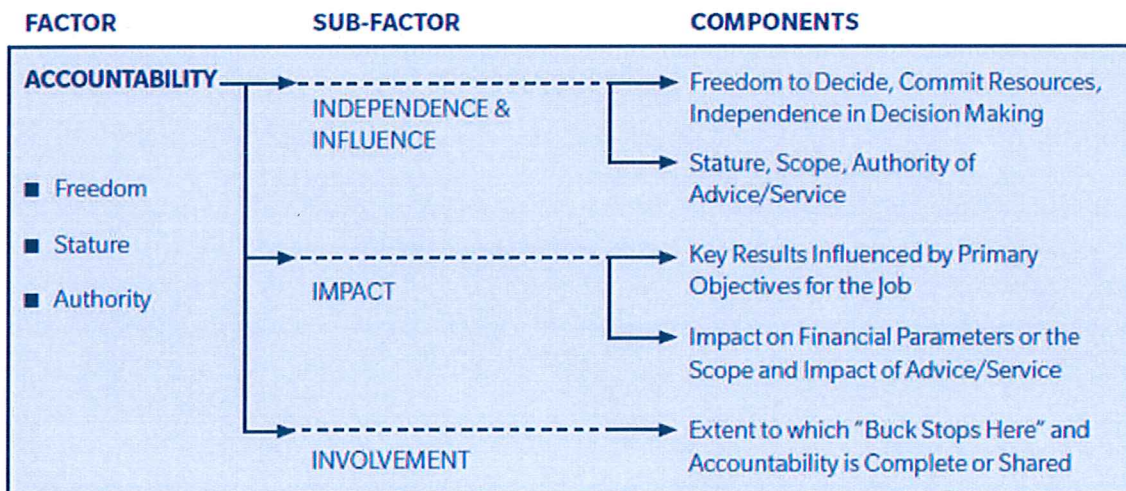 FACTOR
SUB-FACTOR
COMPONENTS
ACCOUNTABILITY
■ Freedom
■ Stature
■ Authority
INDEPENDENCE &
INFLUENCE
Freedom to Decide, Commit Resources,
Independence in Decision Making
Stature, Scope, Authority of
Advice/Service
IMPACT
Key Results Influenced by Primary
Objectives for the Job
Impact on Financial Parameters or the
Scope and Impact of Advice/Service
INVOLVEMENT
Extent to which “Buck Stops Here” and
Accountability is Complete or Shared